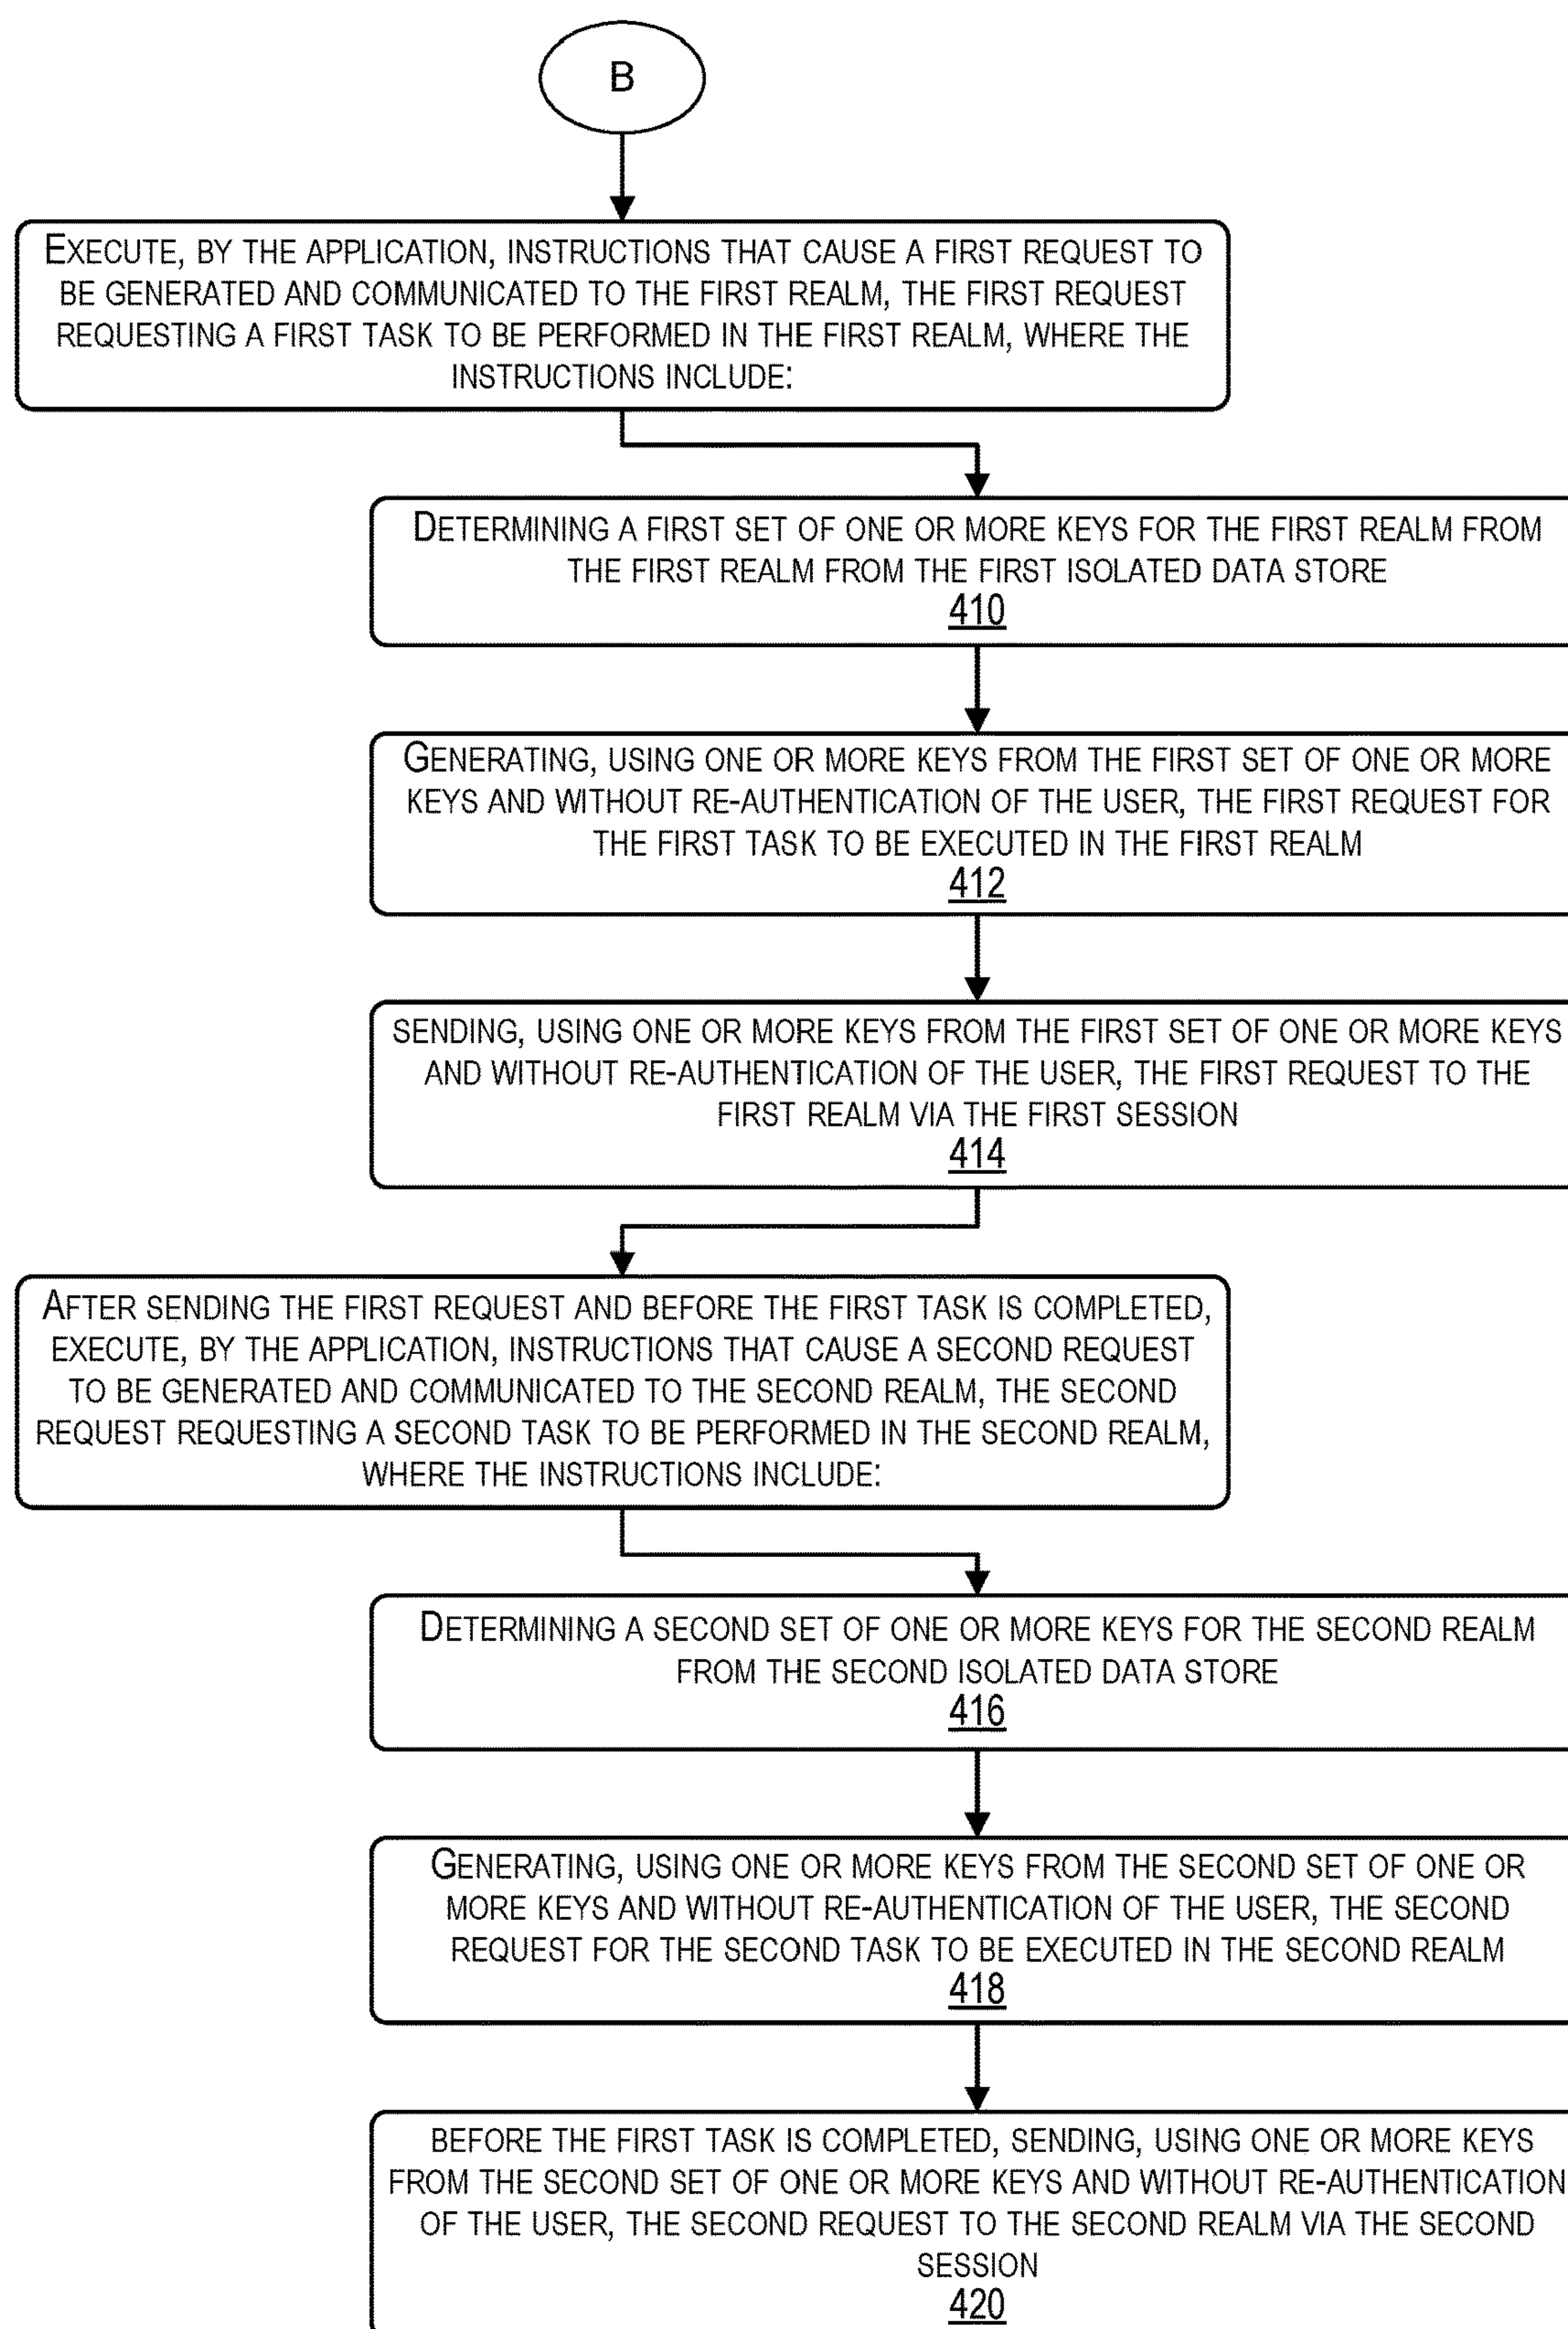 B
EXECUTE, BY THE APPLICATION, INSTRUCTIONS THAT CAUSE A FIRST REQUEST TO
BE GENERATED AND COMMUNICATED TO THE FIRST REALM, THE FIRST REQUEST
REQUESTING A FIRST TASK TO BE PERFORMED IN THE FIRST REALM, WHERE THE
INSTRUCTIONS INCLUDE:
DETERMINING A FIRST SET OF ONE OR MORE KEYS FOR THE FIRST REALM FROM
THE FIRST REALM FROM THE FIRST ISOLATED DATA STORE
410
GENERATING, USING ONE OR MORE KEYS FROM THE FIRST SET OF ONE OR MORE
KEYS AND WITHOUT RE-AUTHENTICATION OF THE USER, THE FIRST REQUEST FOR
THE FIRST TASK TO BE EXECUTED IN THE FIRST REALM
412
SENDING, USING ONE OR MORE KEYS FROM THE FIRST SET OF ONE OR MORE KEYS
AND WITHOUT RE-AUTHENTICATION OF THE USER, THE FIRST REQUEST TO THE
FIRST REALM VIA THE FIRST SESSION
414
AFTER SENDING THE FIRST REQUEST AND BEFORE THE FIRST TASK IS COMPLETED,
EXECUTE, BY THE APPLICATION, INSTRUCTIONS THAT CAUSE A SECOND REQUEST
TO BE GENERATED AND COMMUNICATED TO THE SECOND REALM, THE SECOND
REQUEST REQUESTING A SECOND TASK TO BE PERFORMED IN THE SECOND REALM,
WHERE THE INSTRUCTIONS INCLUDE:
DETERMINING A SECOND SET OF ONE OR MORE KEYS FOR THE SECOND REALM
FROM THE SECOND ISOLATED DATA STORE
416
GENERATING, USING ONE OR MORE KEYS FROM THE SECOND SET OF ONE OR
MORE KEYS AND WITHOUT RE-AUTHENTICATION OF THE USER, THE SECOND
REQUEST FOR THE SECOND TASK TO BE EXECUTED IN THE SECOND REALM
418
BEFORE THE FIRST TASK IS COMPLETED, SENDING, USING ONE OR MORE KEYS
FROM THE SECOND SET OF ONE OR MORE KEYS AND WITHOUT RE-AUTHENTICATION
OF THE USER, THE SECOND REQUEST TO THE SECOND REALM VIA THE SECOND
SESSION
420